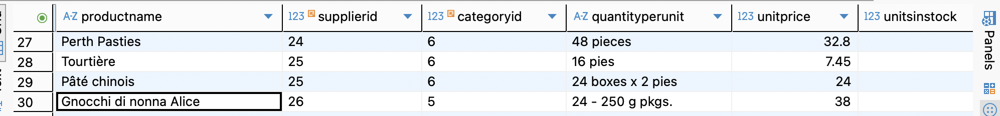 A-Z productname 123 supplierid 123 categoryid A-Z quantityperunit 123 unitprice 123 unitsinstock
27 Perth Pasties 24 6 48 pieces 32.8
28 Tourtière 25 6 16 pies 7.45
29 Pâté chinois 25 6 24 boxes x 2 pies 24
30 Gnocchi di nonna Alice 26 5 24 - 250 g pkgs. 38
Panels